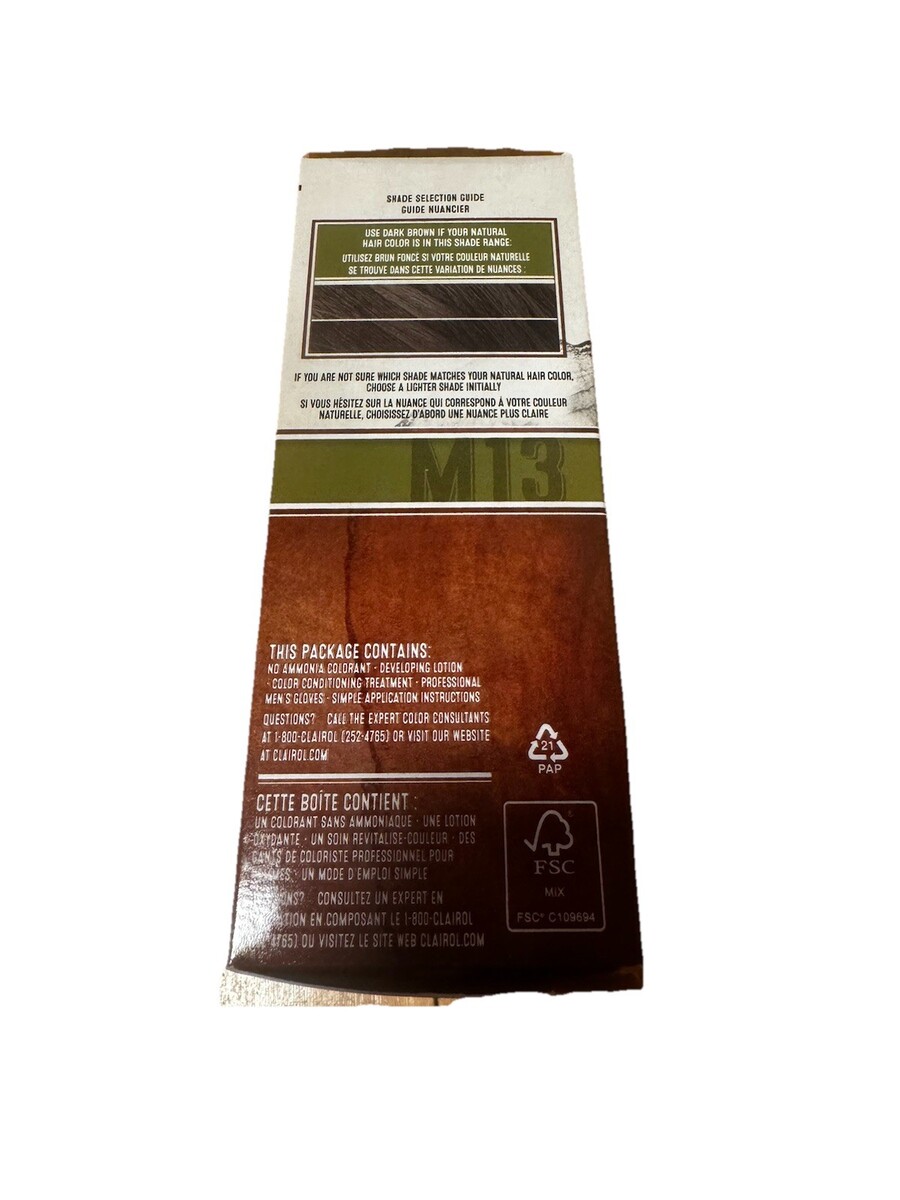 SHADE SELECTION GUIDE
GUIDE NUANCIER
USE DARK BROWN IF YOUR NATURAL
HAIR COLOR IS IN THIS SHADE RANGE:
UTILISEZ BRUN FONCÉ SI VOTRE COULEUR NATURELLE
SE TROUVE DANS CETTE VARIATION DE NUANCES :
IF YOU ARE NOT SURE WHICH SHADE MATCHES YOUR NATURAL HAIR COLOR,
CHOOSE A LIGHTER SHADE INITIALLY
SI VOUS HÉSITEZ SUR LA NUANCE QUI CORRESPOND À VOTRE COULEUR
NATURELLE, CHOISISSEZ D'ABORD UNE NUANCE PLUS CLAIRE
M13
THIS PACKAGE CONTAINS:
NO AMMONIA COLORANT · DEVELOPING LOTION
· COLOR CONDITIONING TREATMENT · PROFESSIONAL
MEN'S GLOVES · SIMPLE APPLICATION INSTRUCTIONS
QUESTIONS? CALL THE EXPERT COLOR CONSULTANTS
AT 1-800-CLAIROL (252-4765) OR VISIT OUR WEBSITE
AT CLAIROL.COM
21
PAP
CETTE BOÎTE CONTIENT :
UN COLORANT SANS AMMONIAQUE · UNE LOTION
OXYDANTE · UN SOIN REVITALISE-COULEUR · DES
GANTS DE COLORISTE PROFESSIONNEL POUR
· UN MODE D'EMPLOI SIMPLE
CONSULTEZ UN EXPERT EN
EN COMPOSANT LE 1-800-CLAIROL
4765) OU VISITEZ LE SITE WEB CLAIROL.COM
FSC
MIX
FSC® C109694